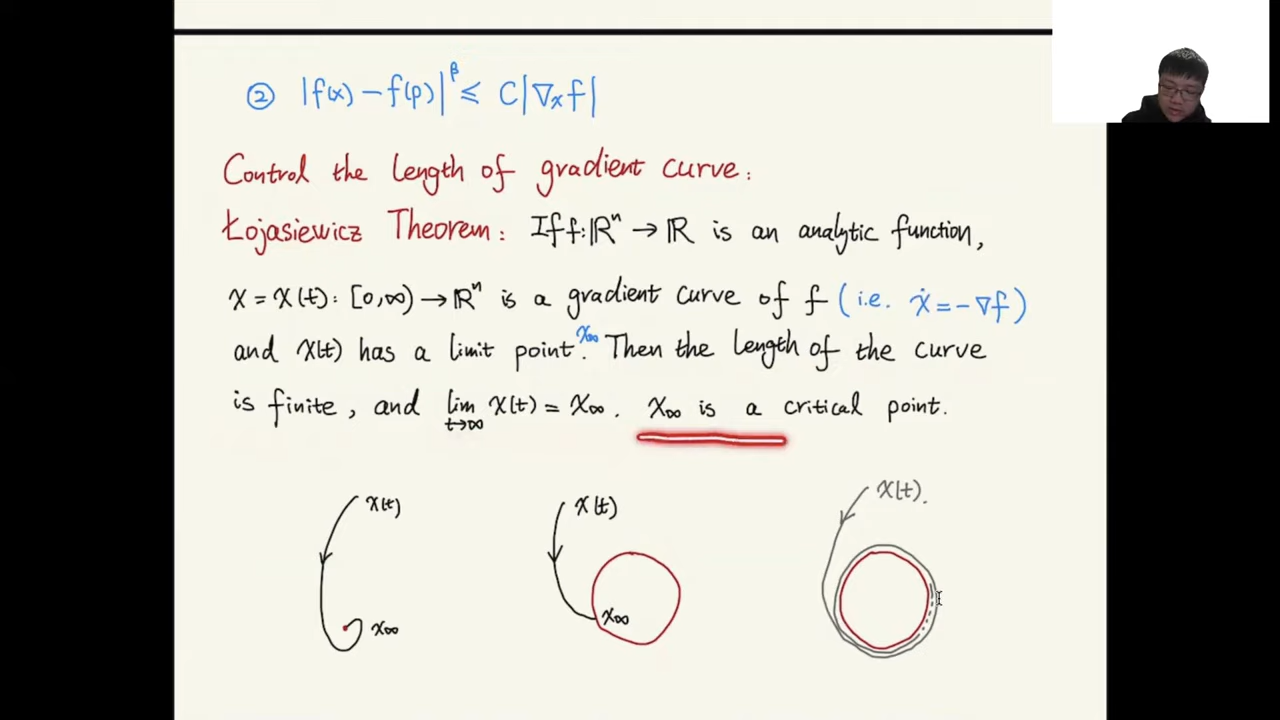 ② |f(x) − f(p)|^β ≤ C|∇ₓf|
Control the length of gradient curve:
Łojasiewicz Theorem: If f: ℝⁿ → ℝ is an analytic function,
x = x(t): [0,∞) → ℝⁿ is a gradient curve of f (i.e. ẋ = −∇f)
and x(t) has a limit point x∞. Then the length of the curve
is finite, and lim t→∞ x(t) = x∞. x∞ is a critical point.
x(t) x(t) x(t).
x∞ x∞